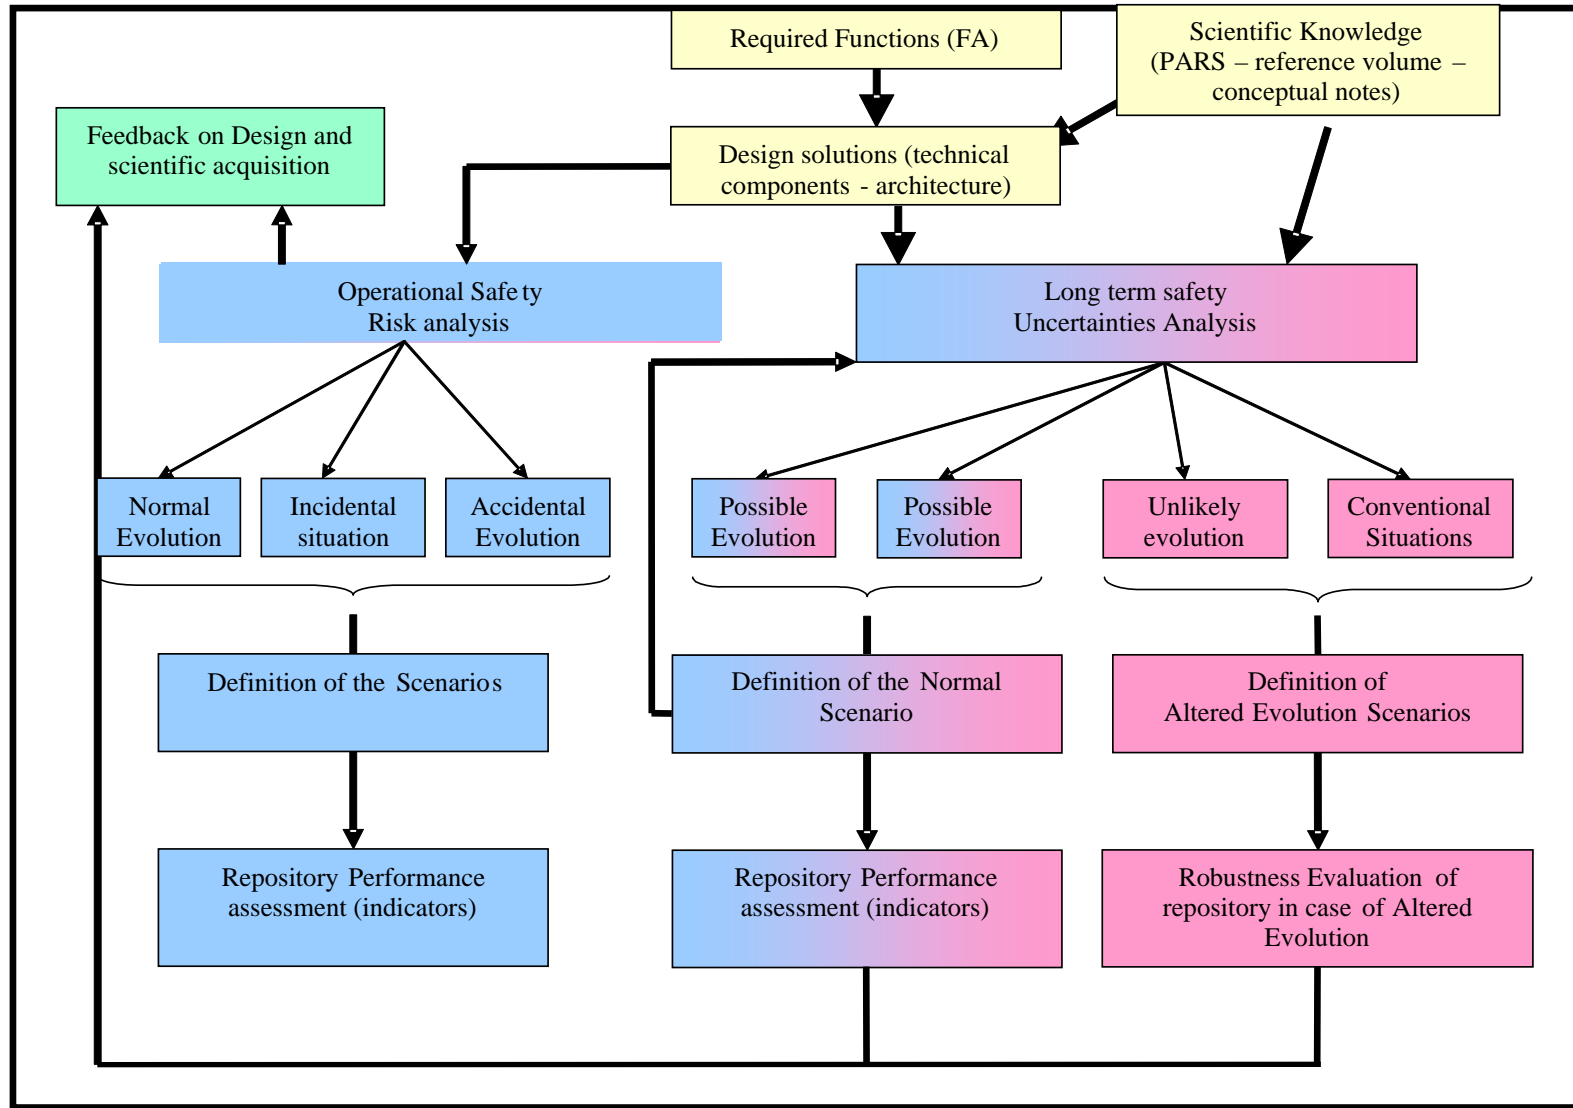 Required Functions (FA)
Scientific Knowledge
(PARS – reference volume –
conceptual notes)
Feedback on Design and
scientific acquisition
Design solutions (technical
components - architecture)
Operational Safety
Risk analysis
Long term safety
Uncertainties Analysis
Normal
Evolution
Incidental
situation
Accidental
Evolution
Possible
Evolution
Possible
Evolution
Unlikely
evolution
Conventional
Situations
Definition of the Scenarios
Definition of the Normal
Scenario
Definition of
Altered Evolution Scenarios
Repository Performance
assessment (indicators)
Repository Performance
assessment (indicators)
Robustness Evaluation of
repository in case of Altered
Evolution